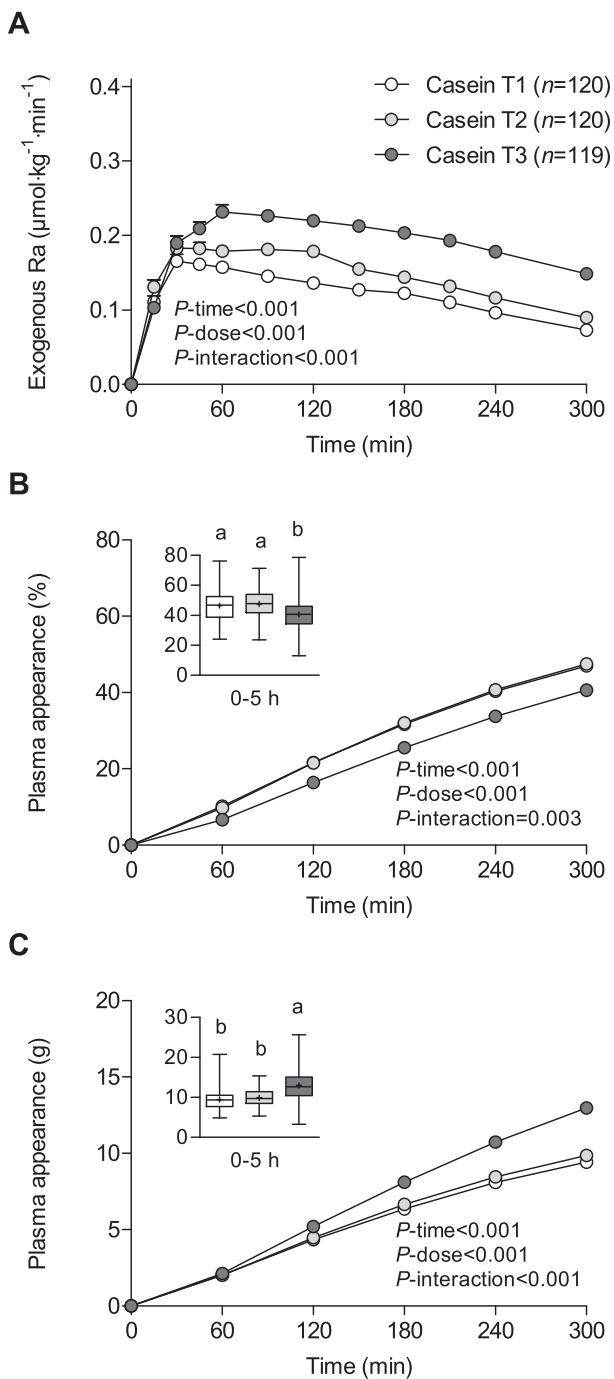 A
Exogenous Ra (μmol·kg⁻¹·min⁻¹)
0.4
0.3
0.2
0.1
0.0
Casein T1 (n=120)
Casein T2 (n=120)
Casein T3 (n=119)
P-time<0.001
P-dose<0.001
P-interaction<0.001
0 60 120 180 240 300
Time (min)
B
Plasma appearance (%)
80
60
40
20
0
80
60
40
20
0
a a b
0-5 h
P-time<0.001
P-dose<0.001
P-interaction=0.003
0 60 120 180 240 300
Time (min)
C
Plasma appearance (g)
20
15
10
5
0
30
20
10
0
b b a
0-5 h
P-time<0.001
P-dose<0.001
P-interaction<0.001
0 60 120 180 240 300
Time (min)